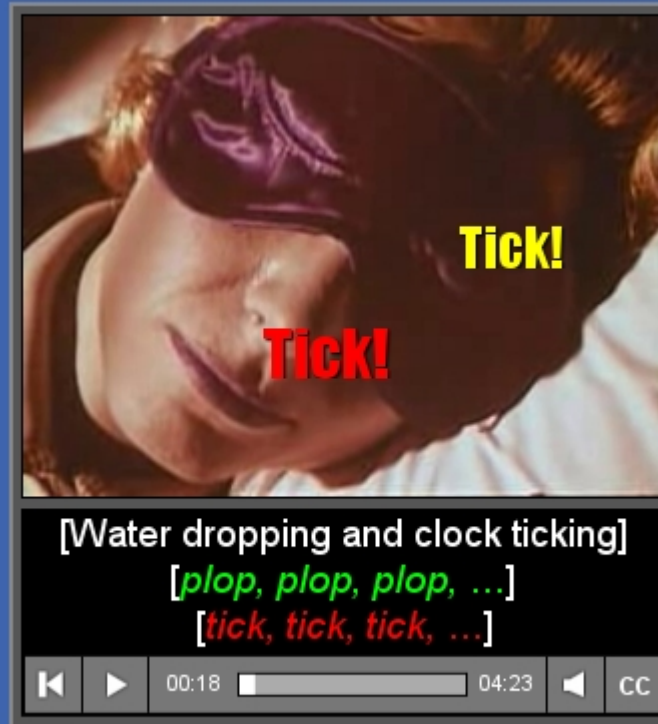 Tick!
Tick!
[Water dropping and clock ticking]
[plop, plop, plop, …]
[tick, tick, tick, …]
00:18 04:23 CC